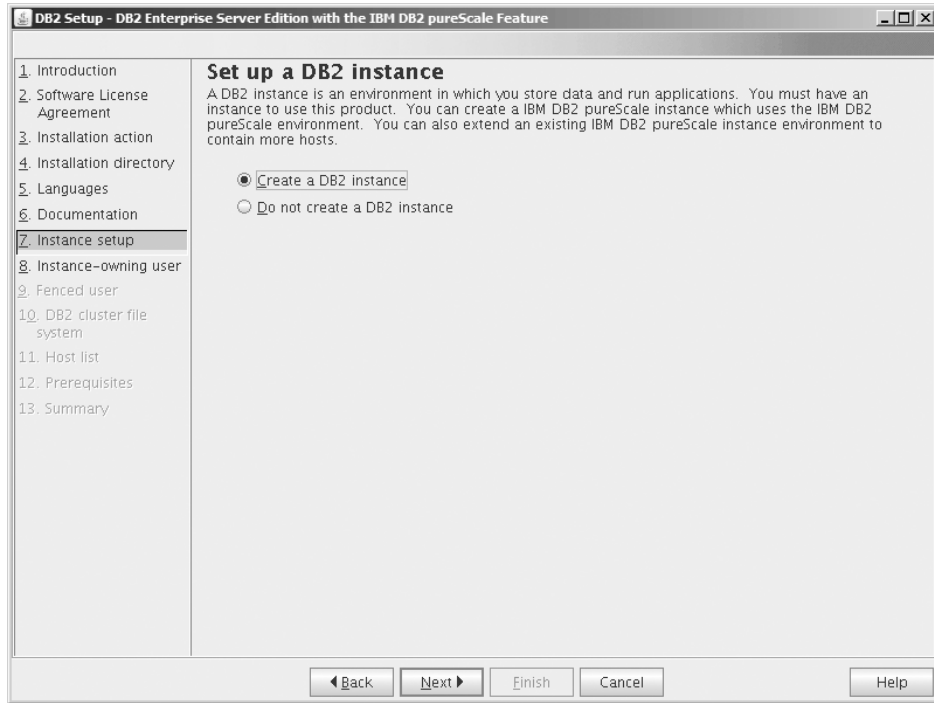 DB2 Setup - DB2 Enterprise Server Edition with the IBM DB2 pureScale Feature
1. Introduction
2. Software License
Agreement
3. Installation action
4. Installation directory
5. Languages
6. Documentation
7. Instance setup
8. Instance-owning user
9. Fenced user
10. DB2 cluster file
system
11. Host list
12. Prerequisites
13. Summary
Set up a DB2 instance
A DB2 instance is an environment in which you store data and run applications. You must have an
instance to use this product. You can create a IBM DB2 pureScale instance which uses the IBM DB2
pureScale environment. You can also extend an existing IBM DB2 pureScale instance environment to
contain more hosts.
Create a DB2 instance
Do not create a DB2 instance
Back
Next
Finish
Cancel
Help